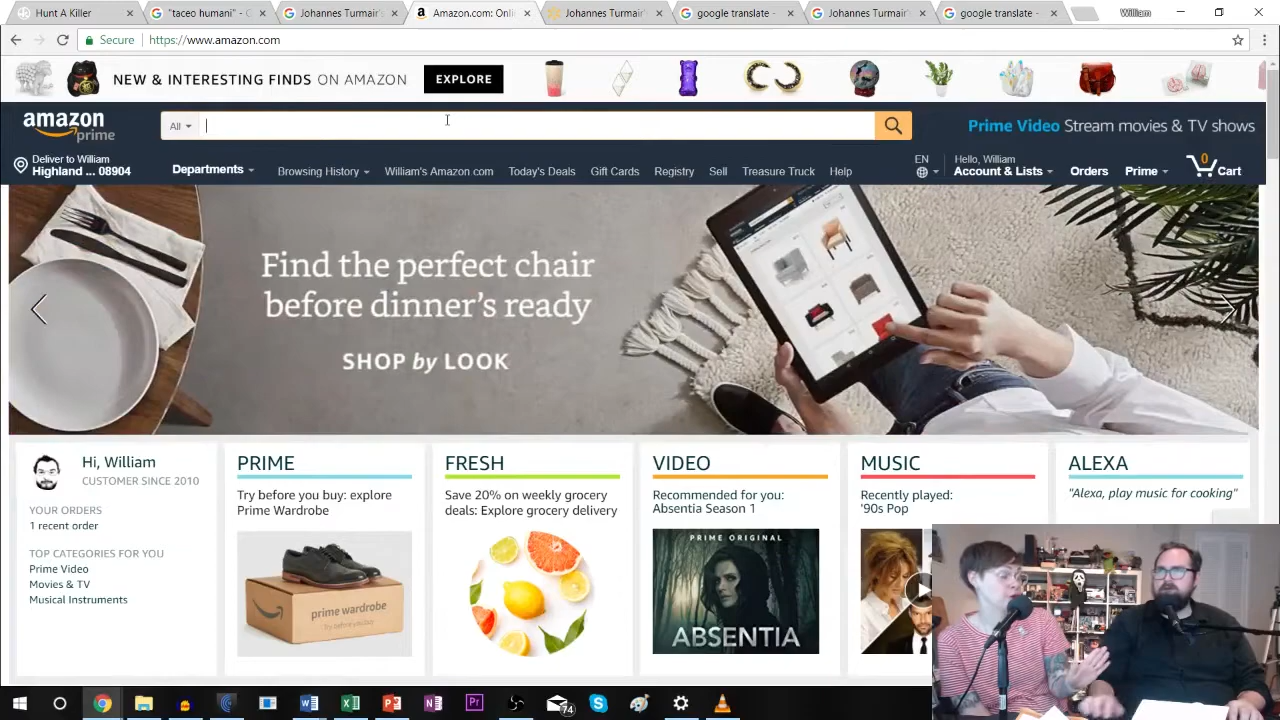 Hunt A Killer
"taceo humani" - G
Johannes Turmair's
Amazon.com: Onli
Johannes Turmair's
google translate -
Johannes Turmair'
google translate -
William
Secure https://www.amazon.com
NEW & INTERESTING FINDS ON AMAZON EXPLORE
amazon prime
All
Prime Video Stream movies & TV shows
Deliver to William
Highland ... 08904
Departments
Browsing History
William's Amazon.com
Today's Deals
Gift Cards
Registry
Sell
Treasure Truck
Help
EN
Hello, William
Account & Lists
Orders
Prime
0
Cart
Find the perfect chair
before dinner's ready
SHOP by LOOK
Hi, William
CUSTOMER SINCE 2010
YOUR ORDERS
1 recent order
TOP CATEGORIES FOR YOU
Prime Video
Movies & TV
Musical Instruments
PRIME
Try before you buy: explore
Prime Wardrobe
prime wardrobe
Try before you buy
FRESH
Save 20% on weekly grocery
deals: Explore grocery delivery
VIDEO
Recommended for you:
Absentia Season 1
PRIME ORIGINAL
ABSENTIA
MUSIC
Recently played:
'90s Pop
ALEXA
"Alexa, play music for cooking"
74